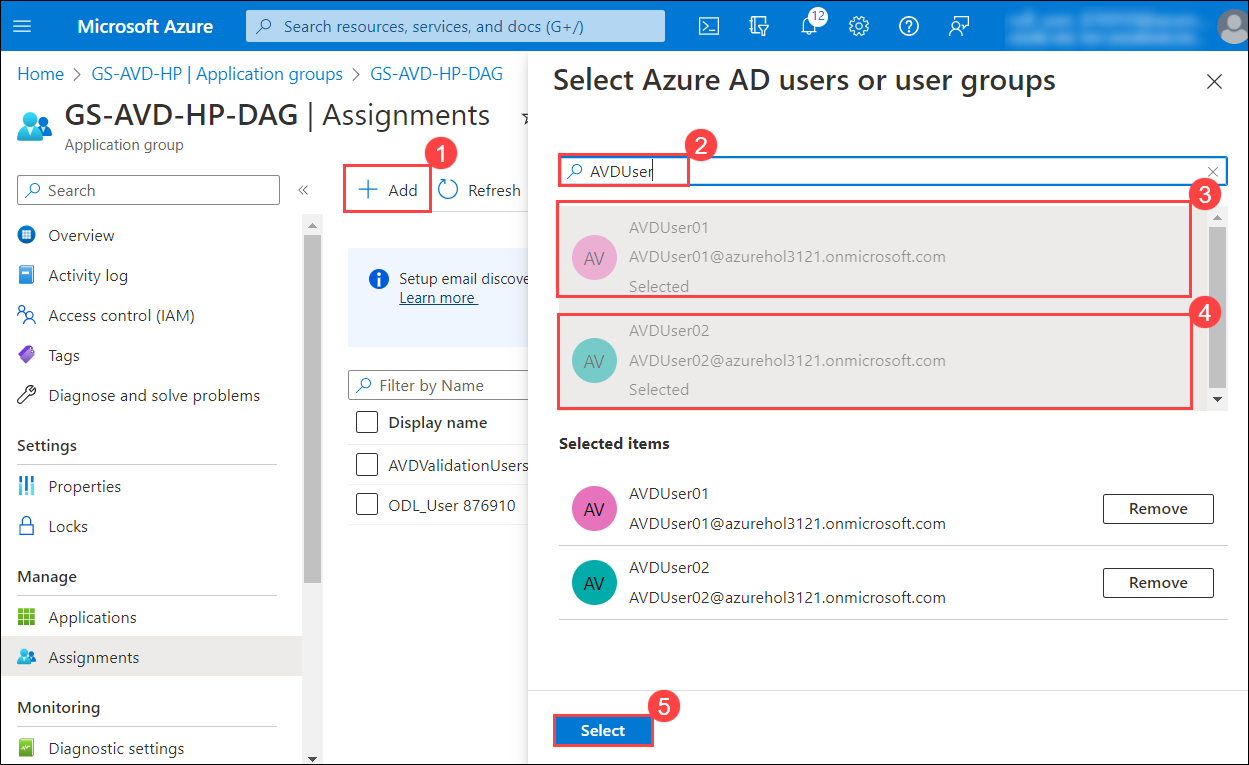 Microsoft Azure
Search resources, services, and docs (G+/)
12
Home > GS-AVD-HP | Application groups > GS-AVD-HP-DAG
GS-AVD-HP-DAG | Assignments
Application group
Search
«
Overview
Activity log
Access control (IAM)
Tags
Diagnose and solve problems
Settings
Properties
Locks
Manage
Applications
Assignments
Monitoring
Diagnostic settings
1
+ Add
Refresh
Setup email discove
Learn more
Filter by Name
Display name
AVDValidationUsers
ODL_User 876910
Select Azure AD users or user groups
2
AVDUser
3
AVDUser01
AV
AVDUser01@azurehol3121.onmicrosoft.com
Selected
4
AVDUser02
AV
AVDUser02@azurehol3121.onmicrosoft.com
Selected
Selected items
AVDUser01
AV
AVDUser01@azurehol3121.onmicrosoft.com
Remove
AVDUser02
AV
AVDUser02@azurehol3121.onmicrosoft.com
Remove
5
Select